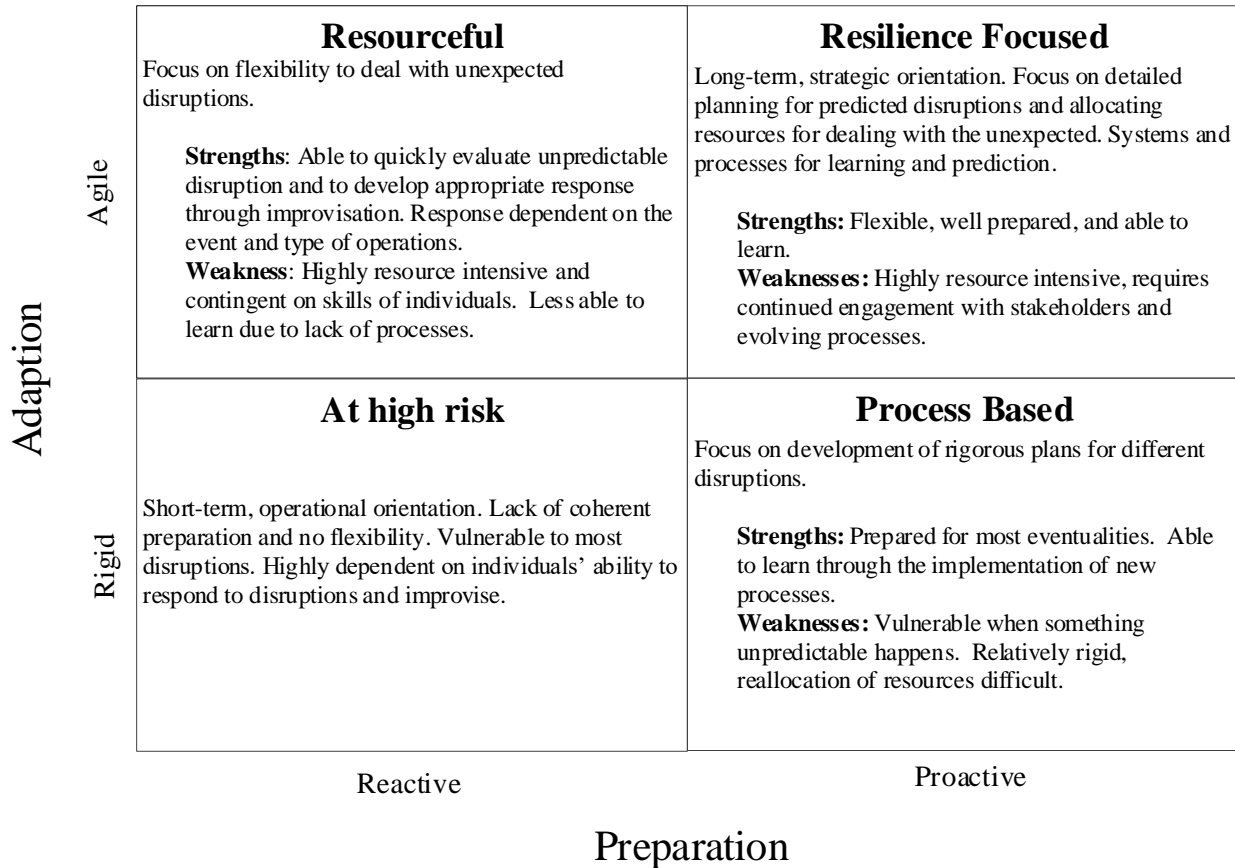 Resourceful
Focus on flexibility to deal with unexpected
disruptions.
Strengths: Able to quickly evaluate unpredictable
disruption and to develop appropriate response
through improvisation. Response dependent on the
event and type of operations.
Weakness: Highly resource intensive and
contingent on skills of individuals.  Less able to
learn due to lack of processes.
Resilience Focused
Long-term, strategic orientation. Focus on detailed
planning for predicted disruptions and allocating
resources for dealing with the unexpected. Systems and
processes for learning and prediction.
Strengths: Flexible, well prepared, and able to
learn.
Weaknesses: Highly resource intensive, requires
continued engagement with stakeholders and
evolving processes.
Agile
Adaption
At high risk
Short-term, operational orientation. Lack of coherent
preparation and no flexibility. Vulnerable to most
disruptions. Highly dependent on individuals’ ability to
respond to disruptions and improvise.
Process Based
Focus on development of rigorous plans for different
disruptions.
Strengths: Prepared for most eventualities.  Able
to learn through the implementation of new
processes.
Weaknesses: Vulnerable when something
unpredictable happens.  Relatively rigid,
reallocation of resources difficult.
Rigid
Reactive
Proactive
Preparation